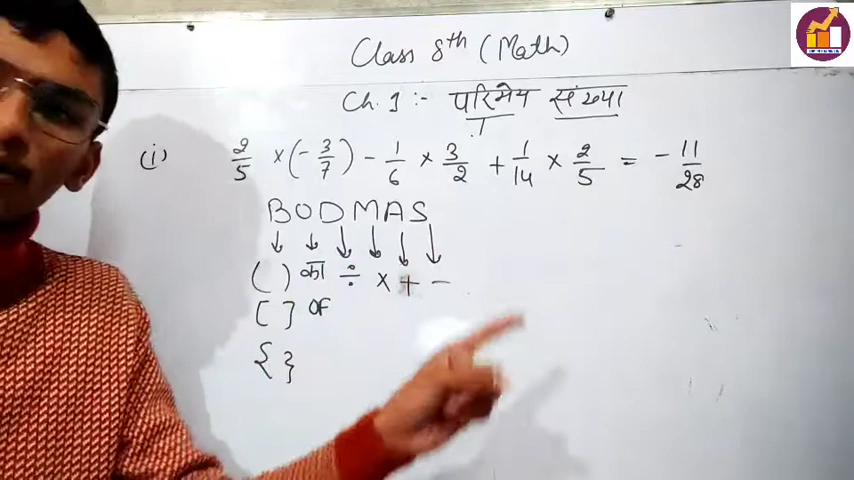 Class 8th (Math)
Ch. 1 :- परिमेय संख्या
(i) 2/5 × (-3/7) - 1/6 × 3/2 + 1/14 × 2/5 = -11/28
BODMAS
↓ ↓ ↓ ↓ ↓ ↓
( ) का ÷ × + -
[ ] OF
{ }